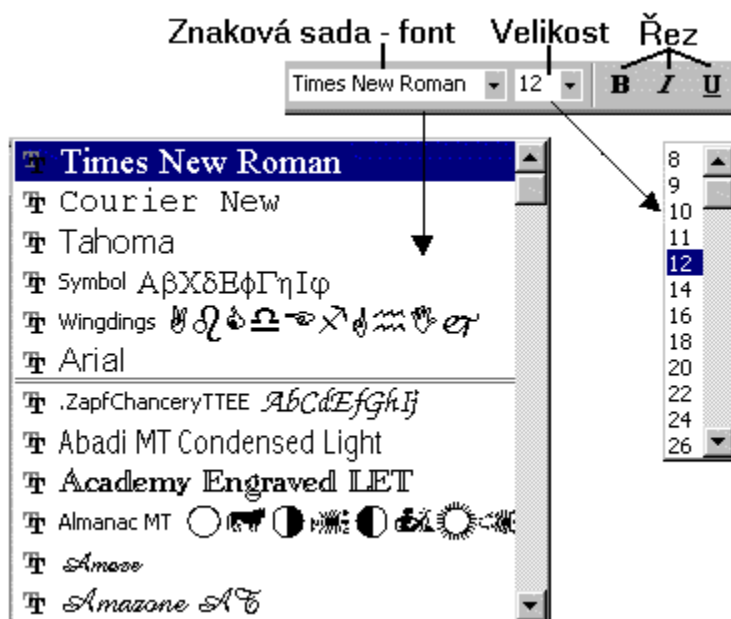 Znaková sada - font Velikost Řez
Times New Roman 12 B I U
Times New Roman
Courier New
Tahoma
Symbol ΑβΧδΕφΓηΙφ
Wingdings
Arial
.ZapfChanceryTTEE AbCdEfGhIj
Abadi MT Condensed Light
Academy Engraved LET
Almanac MT
Amaze
Amazone AT
8
9
10
11
12
14
16
18
20
22
24
26